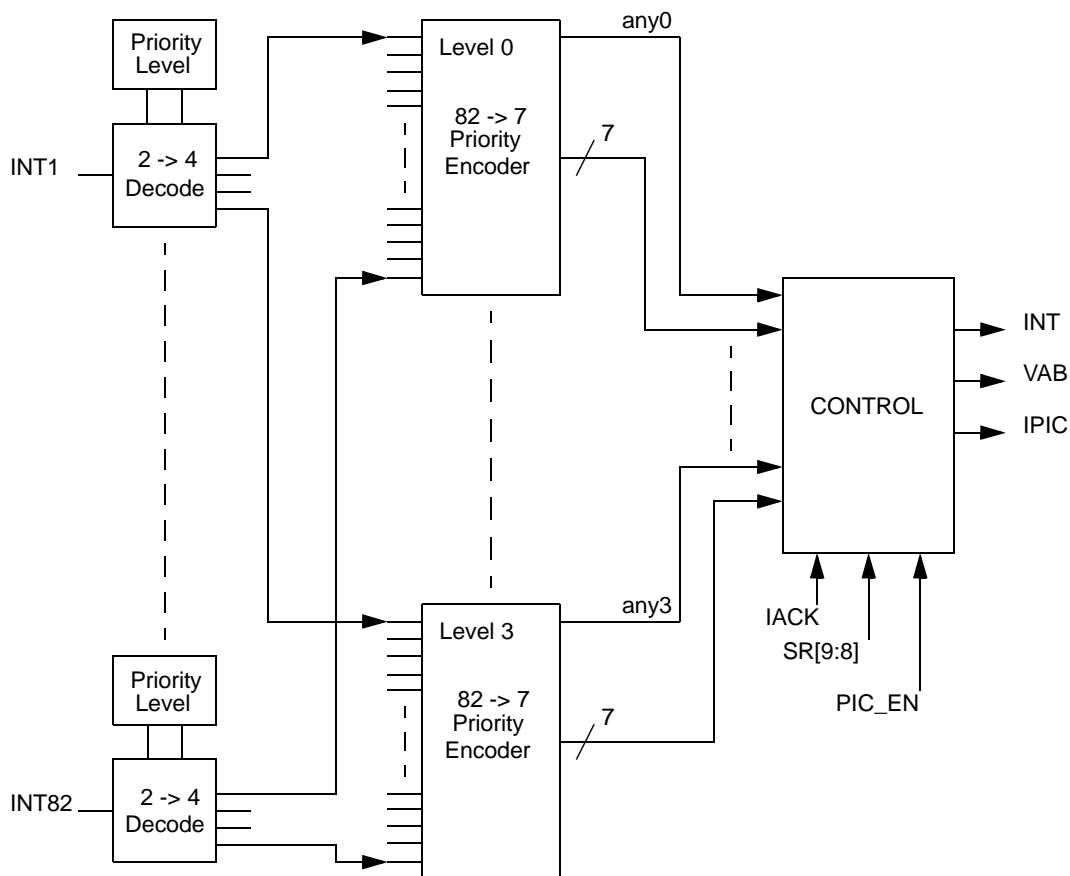 Priority
Level
INT1
2 -> 4
Decode
Level 0
82 -> 7
Priority
Encoder
any0
7
CONTROL
INT
VAB
IPIC
IACK
SR[9:8]
PIC_EN
Priority
Level
INT82
2 -> 4
Decode
Level 3
82 -> 7
Priority
Encoder
any3
7